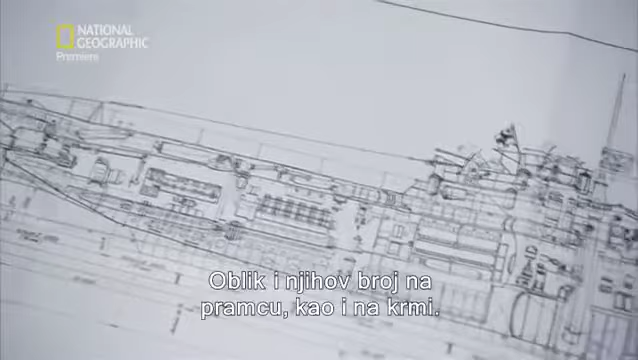 NATIONAL
GEOGRAPHIC
Premiere
Oblik i njihov broj na
pramcu, kao i na krmi.